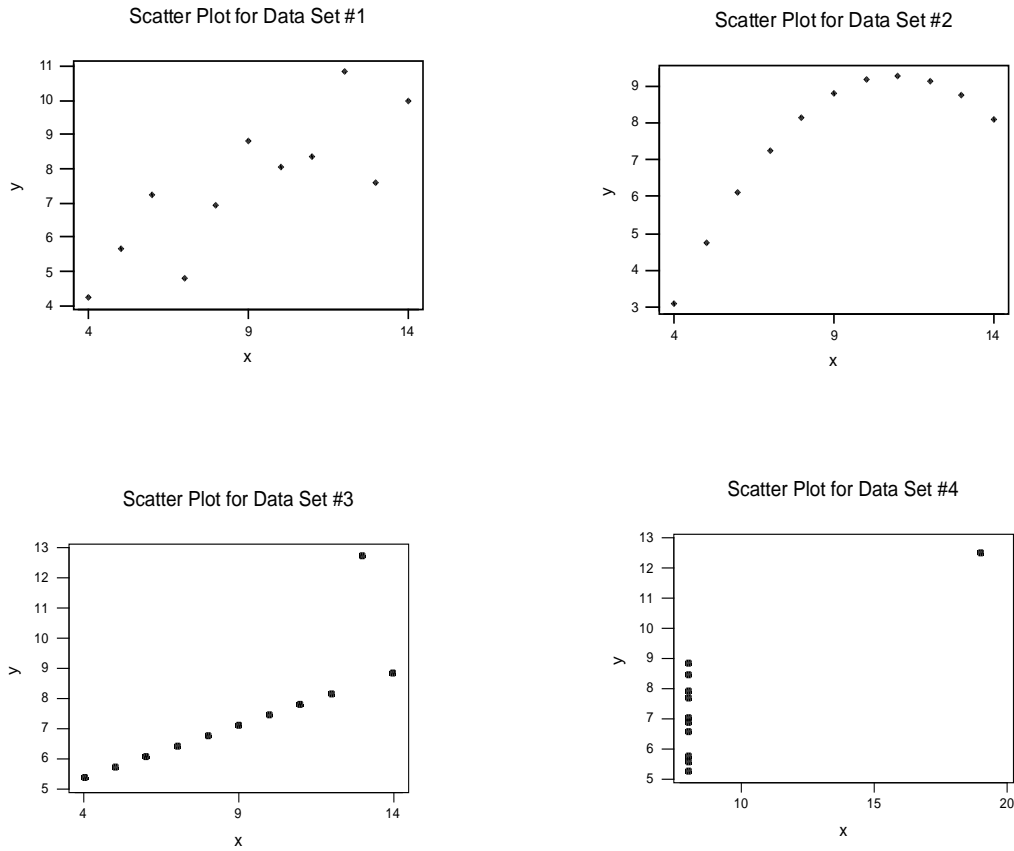 Scatter Plot for Data Set #1
11
10
9
8
7
6
5
4
y
4 9 14
x
Scatter Plot for Data Set #2
9
8
7
6
5
4
3
y
4 9 14
x
Scatter Plot for Data Set #3
13
12
11
10
9
8
7
6
5
y
4 9 14
x
Scatter Plot for Data Set #4
13
12
11
10
9
8
7
6
5
y
10 15 20
x